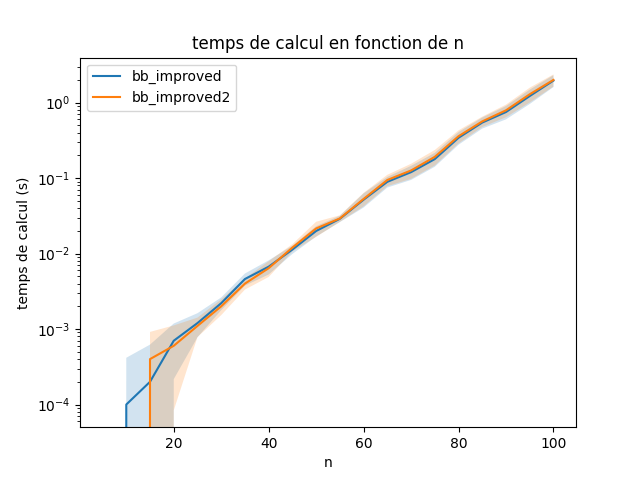 temps de calcul en fonction de n
bb_improved
bb_improved2
temps de calcul (s)
10⁰
10⁻¹
10⁻²
10⁻³
10⁻⁴
20 40 60 80 100
n